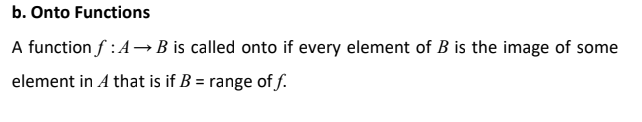 b. Onto Functions
A function f : A → B is called onto if every element of B is the image of some
element in A that is if B = range of f.